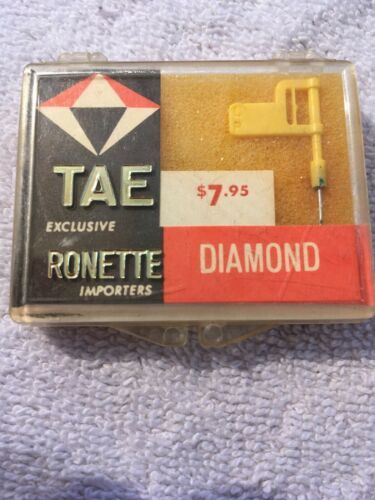 TAE
EXCLUSIVE
RONETTE
IMPORTERS
$7.95
DIAMOND